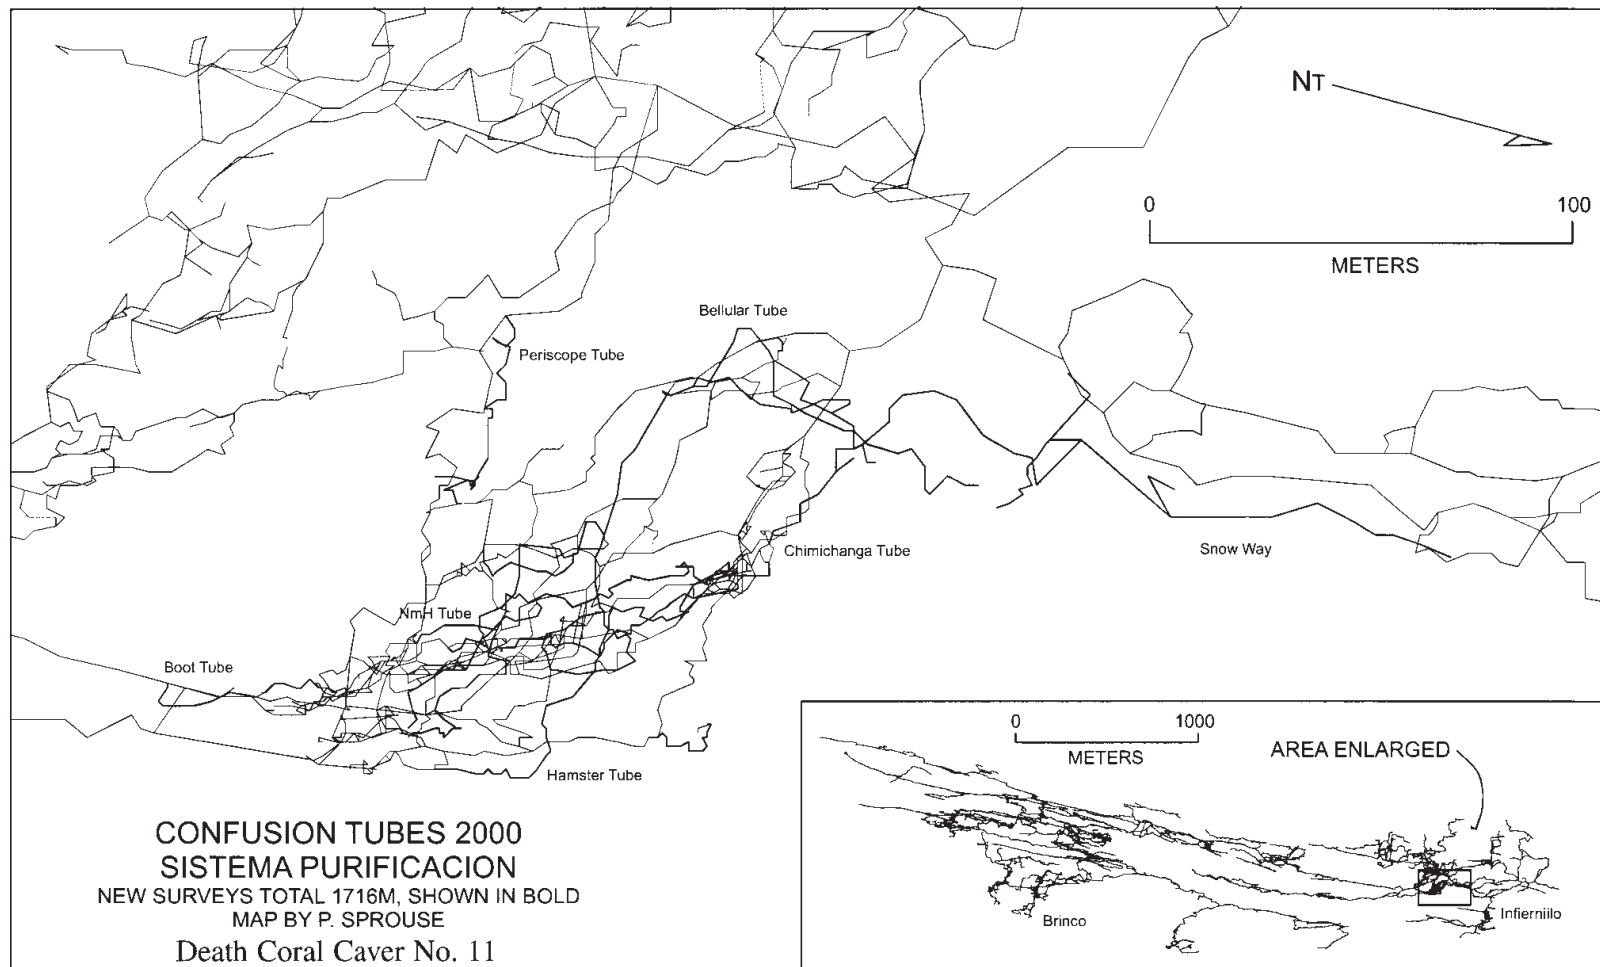 NT
0 100
METERS
Bellular Tube
Periscope Tube
Chimichanga Tube
Snow Way
NmH Tube
Boot Tube
Hamster Tube
0 1000
METERS
AREA ENLARGED
Brinco
Infierniilo
CONFUSION TUBES 2000
SISTEMA PURIFICACION
NEW SURVEYS TOTAL 1716M, SHOWN IN BOLD
MAP BY P. SPROUSE
Death Coral Caver No. 11